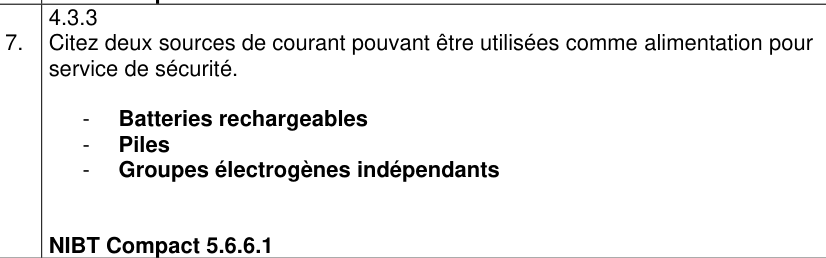 4.3.3
7. Citez deux sources de courant pouvant être utilisées comme alimentation pour
service de sécurité.
- Batteries rechargeables
- Piles
- Groupes électrogènes indépendants
NIBT Compact 5.6.6.1